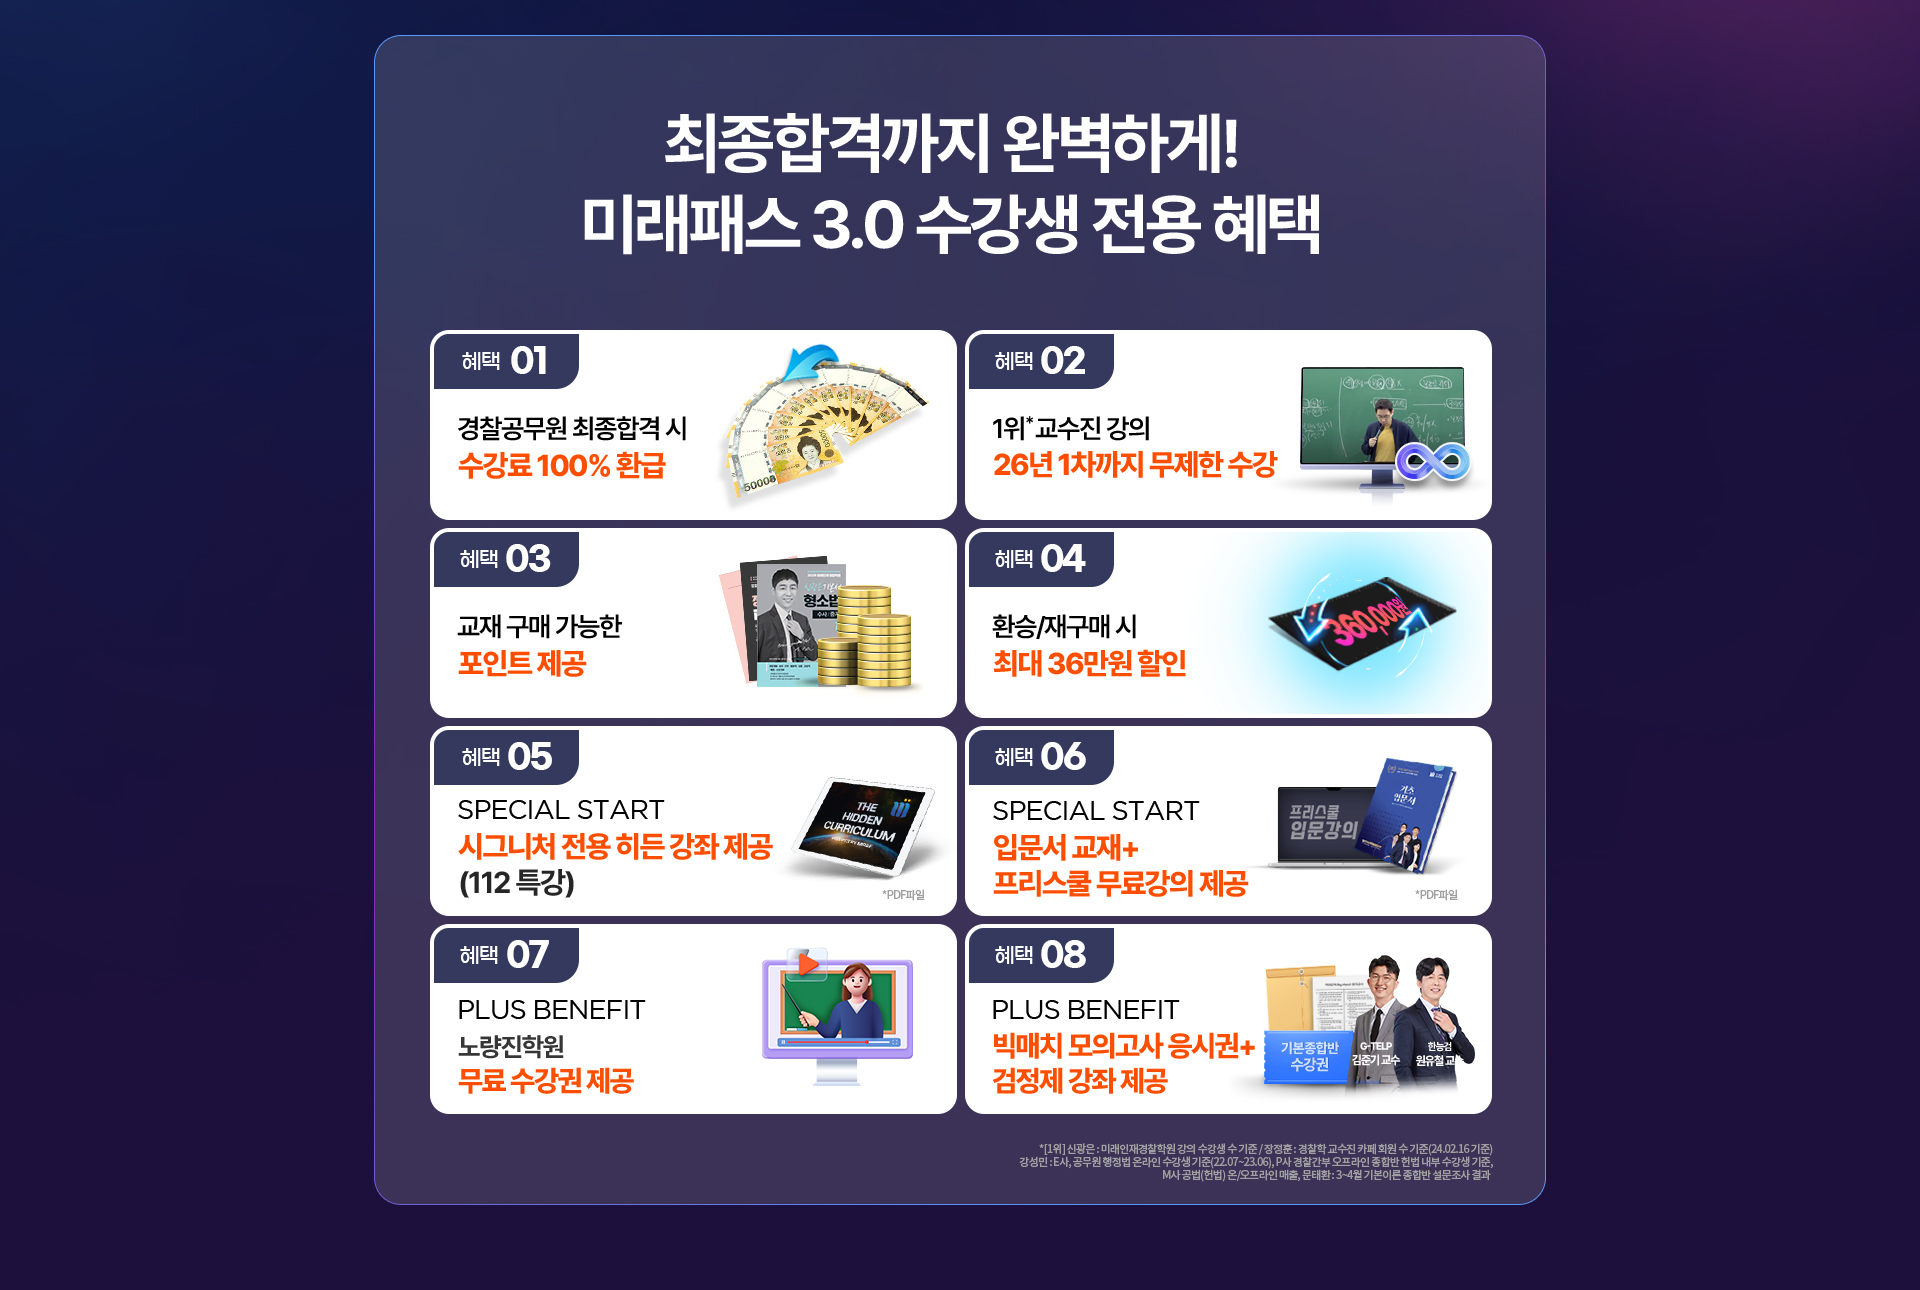 최종합격까지 완벽하게!
미래패스 3.0 수강생 전용 혜택
혜택 01
경찰공무원 최종합격 시
수강료 100% 환급
50000
혜택 02
1위*교수진 강의
26년 1차까지 무제한 수강
혜택 03
교재 구매 가능한
포인트 제공
형소법
혜택 04
환승/재구매 시
최대 36만원 할인
360,000원
혜택 05
SPECIAL START
시그니처 전용 히든 강좌 제공
(112 특강)
THE
HIDDEN
CURRICULUM
*PDF파일
혜택 06
SPECIAL START
입문서 교재+
프리스쿨 무료강의 제공
프리스쿨
입문강의
기초
입문서
*PDF파일
혜택 07
PLUS BENEFIT
노량진학원
무료 수강권 제공
혜택 08
PLUS BENEFIT
빅매치 모의고사 응시권+
검정제 강좌 제공
기본종합반
수강권
G-TELP
김준기 교수
한능검
원유철 교수
*[1위] 신광은 : 미래인재경찰학원 강의 수강생 수 기준 / 장정훈 : 경찰학 교수진 카페 회원 수 기준(24.02.16 기준)
강성민 : E사, 공무원 행정법 온라인 수강생 기준(22.07~23.06), P사 경찰간부 오프라인 종합반 헌법 내부 수강생 기준,
M사 공법(헌법) 온/오프라인 매출, 문태환 : 3~4월 기본이론 종합반 설문조사 결과